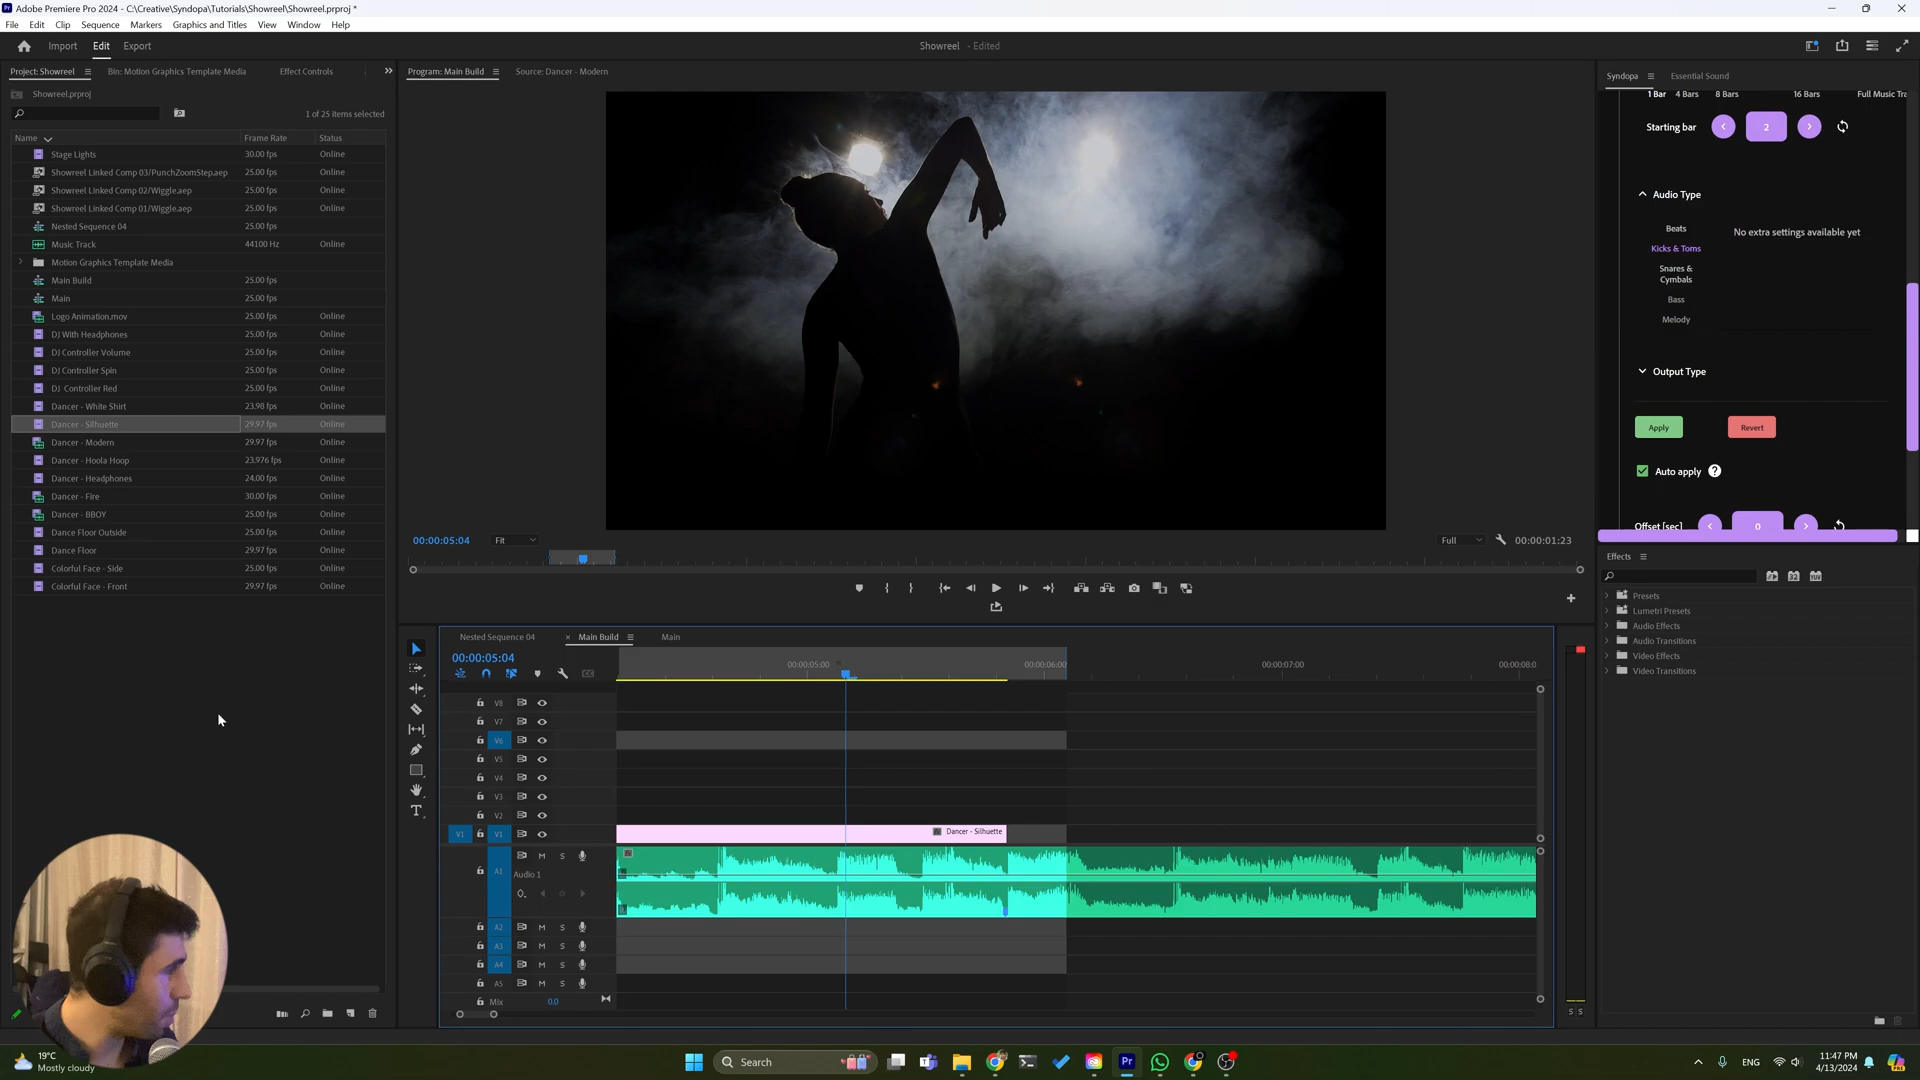 Adobe Premiere Pro 2024 - C:\Creative\Syndopa\Tutorials\Showreel\Showreel.prproj *
File Edit Clip Sequence Markers Graphics and Titles View Window Help
Import Edit Export
Showreel - Edited
Project: Showreel
Bin: Motion Graphics Template Media
Effect Controls
Showreel.prproj
1 of 25 items selected
Name Frame Rate Status
Stage Lights 30.00 fps Online
Showreel Linked Comp 03/PunchZoomStep.aep 25.00 fps Online
Showreel Linked Comp 02/Wiggle.aep 25.00 fps Online
Showreel Linked Comp 01/Wiggle.aep 25.00 fps Online
Nested Sequence 04 25.00 fps
Music Track 44100 Hz Online
Motion Graphics Template Media
Main Build 25.00 fps
Main 25.00 fps
Logo Animation.mov 25.00 fps Online
DJ With Headphones 25.00 fps Online
DJ Controller Volume 25.00 fps Online
DJ Controller Spin 25.00 fps Online
DJ Controller Red 25.00 fps Online
Dancer - White Shirt 23.98 fps Online
Dancer - Silhuette 29.97 fps Online
Dancer - Modern 29.97 fps Online
Dancer - Hoola Hoop 23.976 fps Online
Dancer - Headphones 24.00 fps Online
Dancer - Fire 30.00 fps Online
Dancer - BBOY 25.00 fps Online
Dance Floor Outside 25.00 fps Online
Dance Floor 29.97 fps Online
Colorful Face - Side 25.00 fps Online
Colorful Face - Front 29.97 fps Online
Program: Main Build
Source: Dancer - Modern
00:00:05:04 Fit Full 00:00:01:23
Nested Sequence 04 × Main Build Main
00:00:05:04
00:00:05:00 00:00:06:00 00:00:07:00 00:00:08:0
V8
V7
V6
V5
V4
V3
V2
V1 V1 Dancer - Silhuette
A1 M S
Audio 1
A2 M S
A3 M S
A4 M S
A5 M S
Mix 0.0
S S
Syndopa Essential Sound
1 Bar 4 Bars 8 Bars 16 Bars Full Music Tra
Starting bar 2
Audio Type
Beats
Kicks & Toms
Snares &
Cymbals
Bass
Melody
No extra settings available yet
Output Type
Apply Revert
Auto apply ?
Offset [sec] 0
Effects
Presets
Lumetri Presets
Audio Effects
Audio Transitions
Video Effects
Video Transitions
19°C
Mostly cloudy
Search
Pr
ENG
11:47 PM
4/13/2024